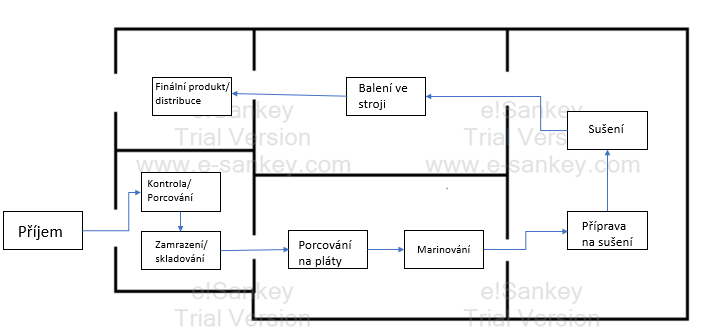 e!Sankey
Trial Version
www.e-sankey.com
e!Sankey
Trial Version
www.e-sankey.com
Finální produkt/
distribuce
Balení ve
stroji
Sušení
Kontrola/
Porcování
Příjem
Zamrazení/
skladování
Porcování
na pláty
Marinování
Příprava
na sušení
e!Sankey
Trial Version
e!Sankey
Trial Version